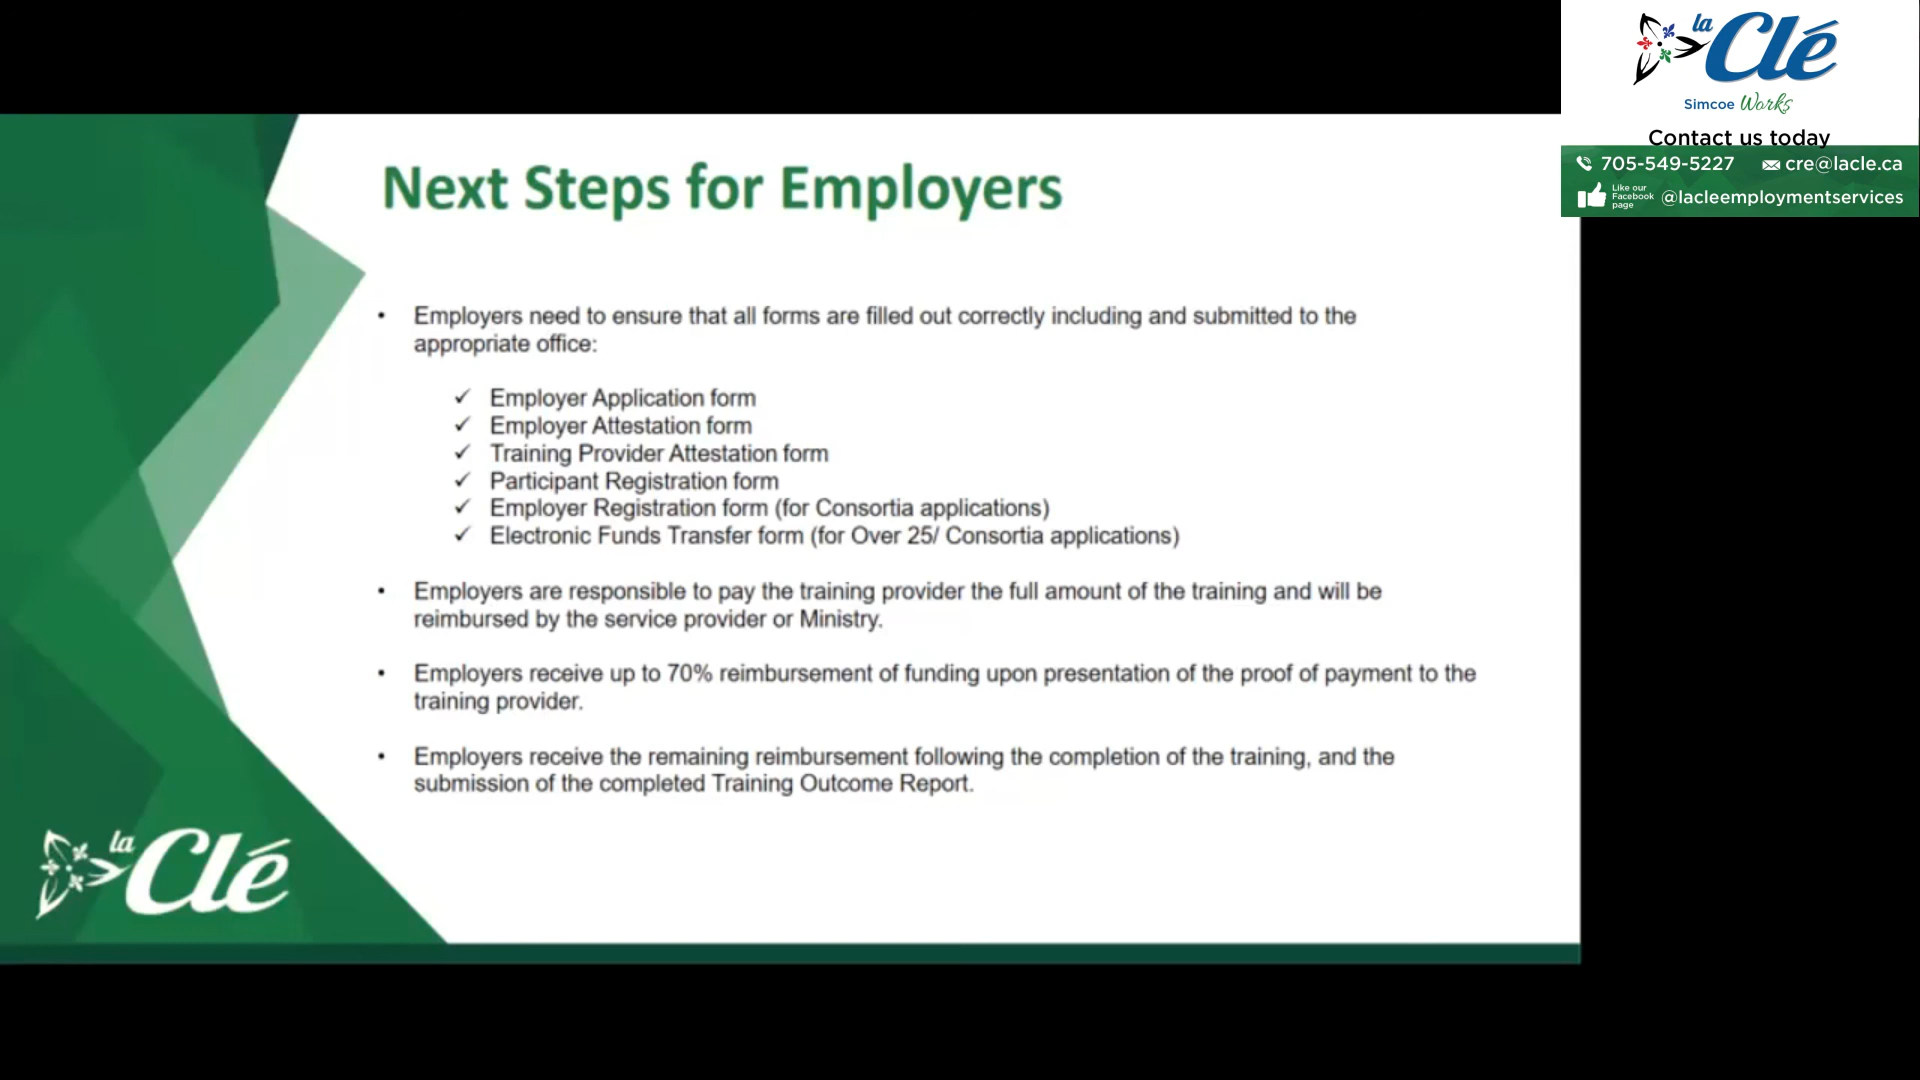 la Clé
Simcoe Works
Contact us today
705-549-5227 cre@lacle.ca
Like our
Facebook
page
@lacleemploymentservices
Next Steps for Employers
• Employers need to ensure that all forms are filled out correctly including and submitted to the
appropriate office:
✓ Employer Application form
✓ Employer Attestation form
✓ Training Provider Attestation form
✓ Participant Registration form
✓ Employer Registration form (for Consortia applications)
✓ Electronic Funds Transfer form (for Over 25/ Consortia applications)
• Employers are responsible to pay the training provider the full amount of the training and will be
reimbursed by the service provider or Ministry.
• Employers receive up to 70% reimbursement of funding upon presentation of the proof of payment to the
training provider.
• Employers receive the remaining reimbursement following the completion of the training, and the
submission of the completed Training Outcome Report.
la Clé